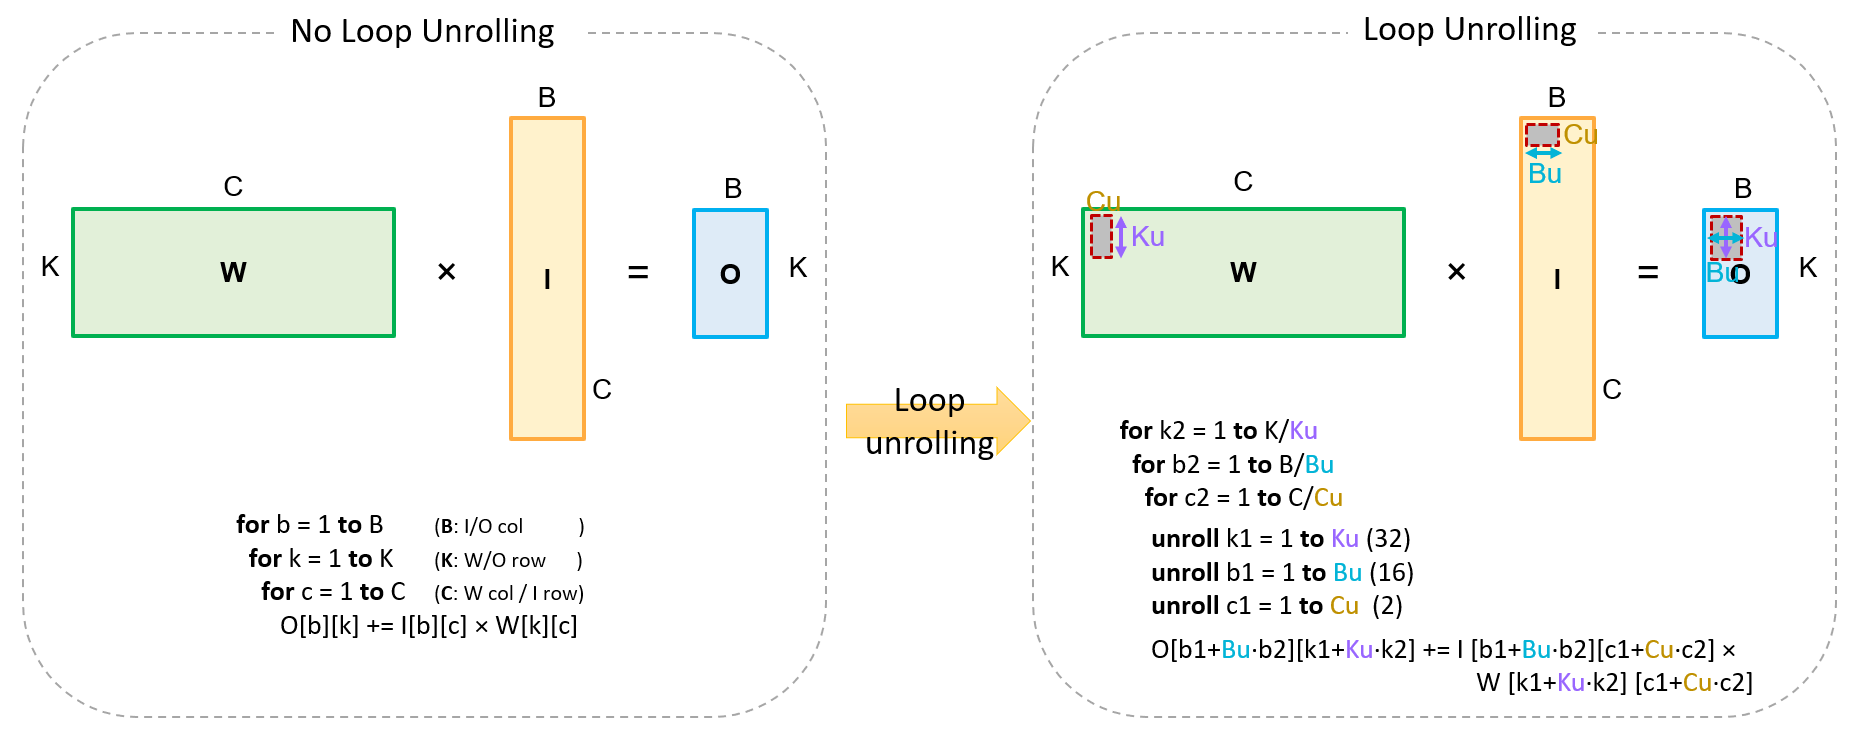 No Loop Unrolling
B
C
B
K
W
×
I
=
O
K
C
for b = 1 to B (B: I/O col )
for k = 1 to K (K: W/O row )
for c = 1 to C (C: W col / I row)
O[b][k] += I[b][c] × W[k][c]
Loop
unrolling
Loop Unrolling
B
Cu
Bu
C
B
Cu
Ku
Ku
K
W
×
I
=
Bu
O
K
C
for k2 = 1 to K/Ku
for b2 = 1 to B/Bu
for c2 = 1 to C/Cu
unroll k1 = 1 to Ku (32)
unroll b1 = 1 to Bu (16)
unroll c1 = 1 to Cu (2)
O[b1+Bu·b2][k1+Ku·k2] += I [b1+Bu·b2][c1+Cu·c2] ×
W [k1+Ku·k2] [c1+Cu·c2]